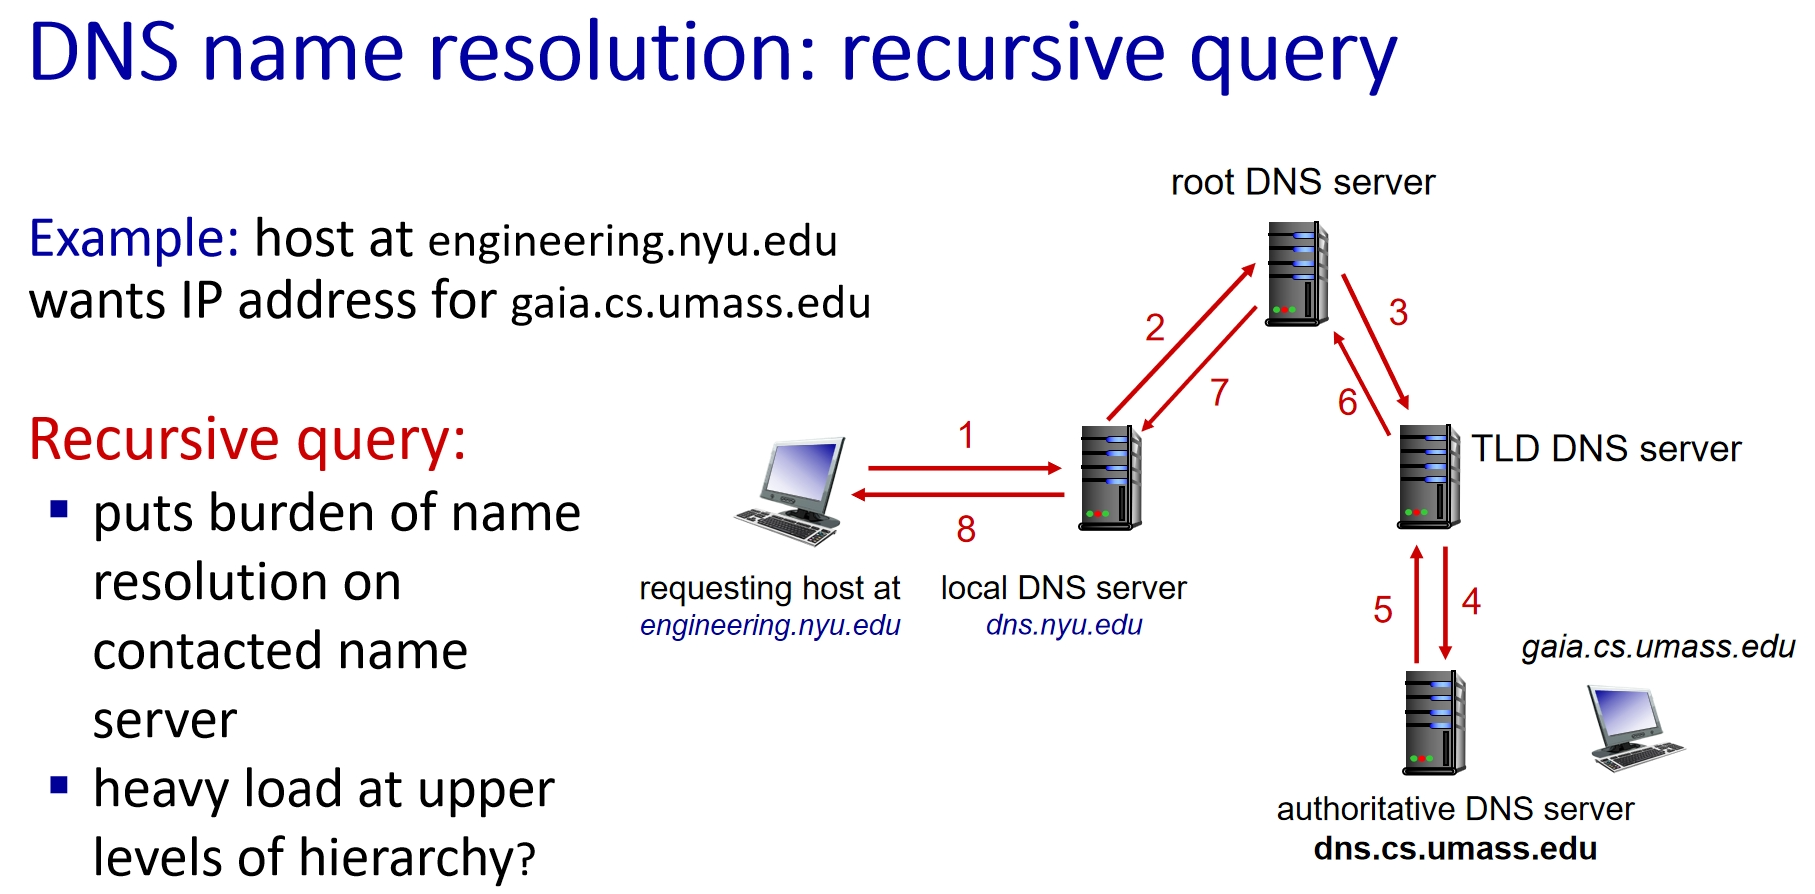 DNS name resolution: recursive query
Example: host at engineering.nyu.edu
wants IP address for gaia.cs.umass.edu
Recursive query:
▪ puts burden of name
resolution on
contacted name
server
▪ heavy load at upper
levels of hierarchy?
root DNS server
2
3
7
6
1
TLD DNS server
8
requesting host at
engineering.nyu.edu
local DNS server
dns.nyu.edu
5
4
gaia.cs.umass.edu
authoritative DNS server
dns.cs.umass.edu